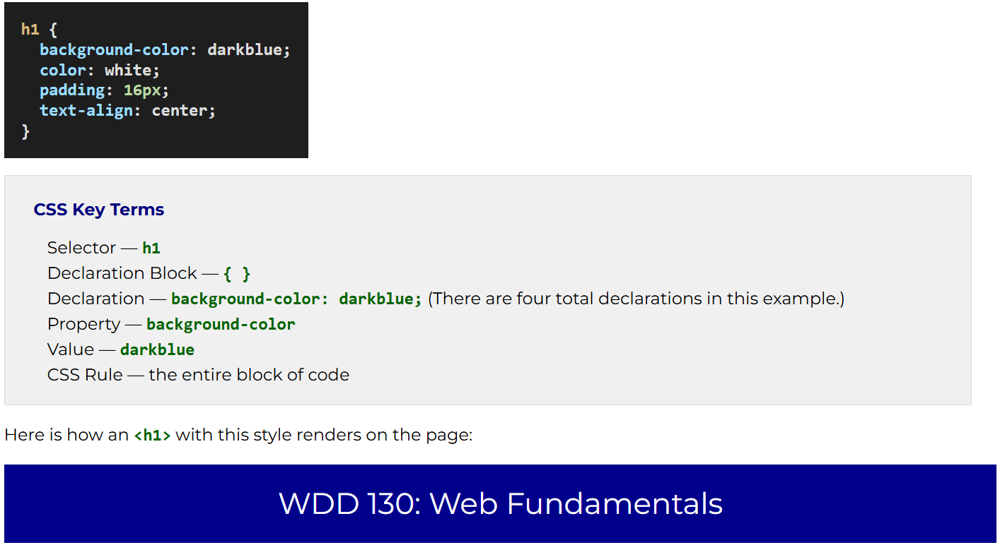 h1 {
background-color: darkblue;
color: white;
padding: 16px;
text-align: center;
}
CSS Key Terms
Selector — h1
Declaration Block — { }
Declaration — background-color: darkblue; (There are four total declarations in this example.)
Property — background-color
Value — darkblue
CSS Rule — the entire block of code
Here is how an <h1> with this style renders on the page:
WDD 130: Web Fundamentals